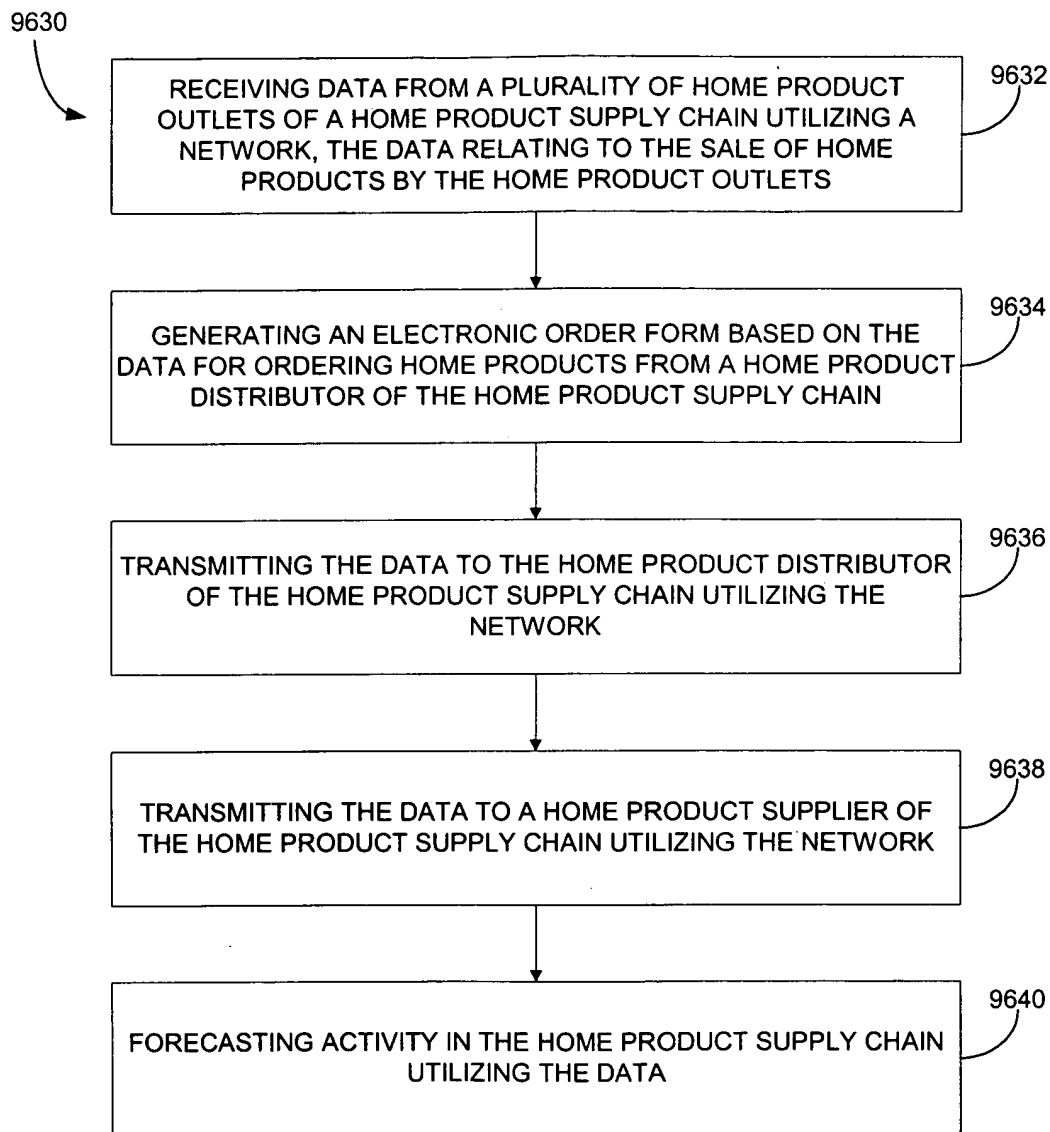 9630
9632
RECEIVING DATA FROM A PLURALITY OF HOME PRODUCT
OUTLETS OF A HOME PRODUCT SUPPLY CHAIN UTILIZING A
NETWORK, THE DATA RELATING TO THE SALE OF HOME
PRODUCTS BY THE HOME PRODUCT OUTLETS
9634
GENERATING AN ELECTRONIC ORDER FORM BASED ON THE
DATA FOR ORDERING HOME PRODUCTS FROM A HOME PRODUCT
DISTRIBUTOR OF THE HOME PRODUCT SUPPLY CHAIN
9636
TRANSMITTING THE DATA TO THE HOME PRODUCT DISTRIBUTOR
OF THE HOME PRODUCT SUPPLY CHAIN UTILIZING THE
NETWORK
9638
TRANSMITTING THE DATA TO A HOME PRODUCT SUPPLIER OF
THE HOME PRODUCT SUPPLY CHAIN UTILIZING THE NETWORK
9640
FORECASTING ACTIVITY IN THE HOME PRODUCT SUPPLY CHAIN
UTILIZING THE DATA